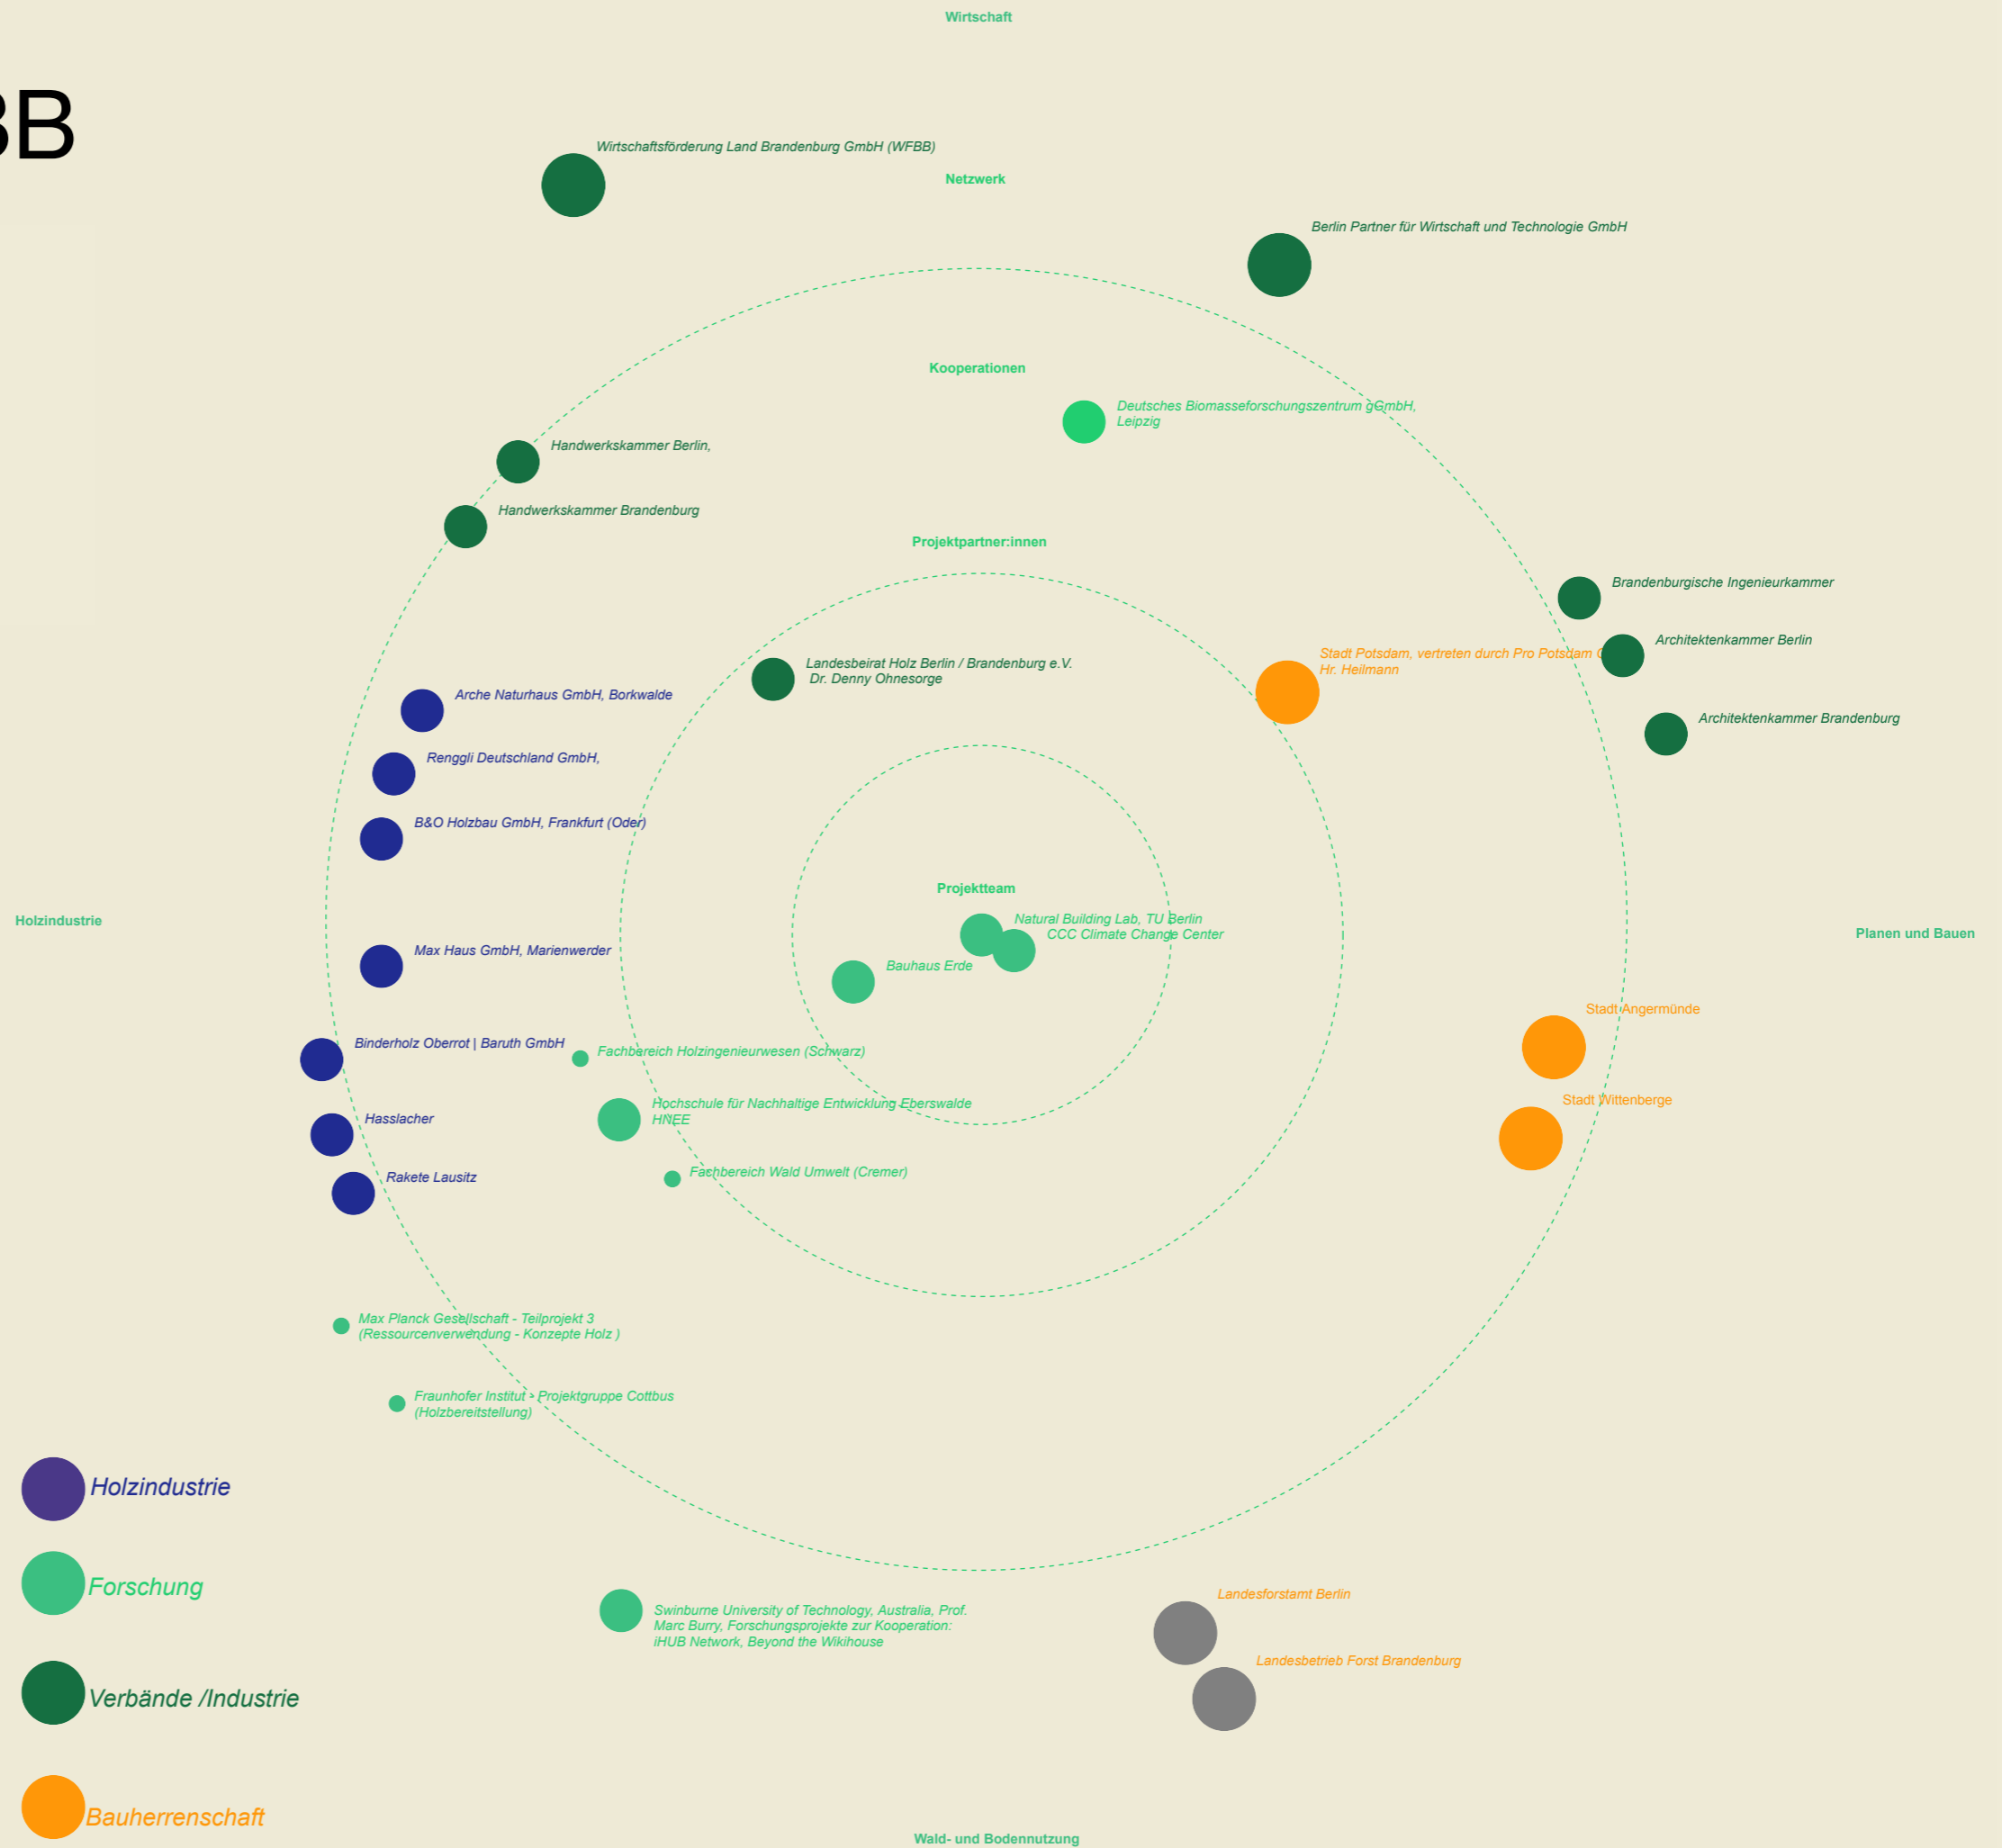 Wirtschaft
BB
Wirtschaftsförderung Land Brandenburg GmbH (WFBB)
Netzwerk
Berlin Partner für Wirtschaft und Technologie GmbH
Kooperationen
Deutsches Biomasseforschungszentrum gGmbH,
Leipzig
Handwerkskammer Berlin,
Handwerkskammer Brandenburg
Projektpartner:innen
Brandenburgische Ingenieurkammer
Architektenkammer Berlin
Stadt Potsdam, vertreten durch Pro Potsdam
Hr. Heilmann
Landesbeirat Holz Berlin / Brandenburg e.V.
Dr. Denny Ohnesorge
Arche Naturhaus GmbH, Borkwalde
Architektenkammer Brandenburg
Renggli Deutschland GmbH,
B&O Holzbau GmbH, Frankfurt (Oder)
Projektteam
Holzindustrie
Natural Building Lab, TU Berlin
CCC Climate Change Center
Planen und Bauen
Max Haus GmbH, Marienwerder
Bauhaus Erde
Stadt Angermünde
Binderholz Oberrot | Baruth GmbH
Fachbereich Holzingenieurwesen (Schwarz)
Hochschule für Nachhaltige Entwicklung Eberswalde
HNEE
Stadt Wittenberge
Hasslacher
Fachbereich Wald Umwelt (Cremer)
Rakete Lausitz
Max Planck Gesellschaft - Teilprojekt 3
(Ressourcenverwendung - Konzepte Holz )
Fraunhofer Institut - Projektgruppe Cottbus
(Holzbereitstellung)
Holzindustrie
Forschung
Swinburne University of Technology, Australia, Prof.
Marc Burry, Forschungsprojekte zur Kooperation:
iHUB Network, Beyond the Wikihouse
Landesforstamt Berlin
Landesbetrieb Forst Brandenburg
Verbände /Industrie
Bauherrenschaft
Wald- und Bodennutzung